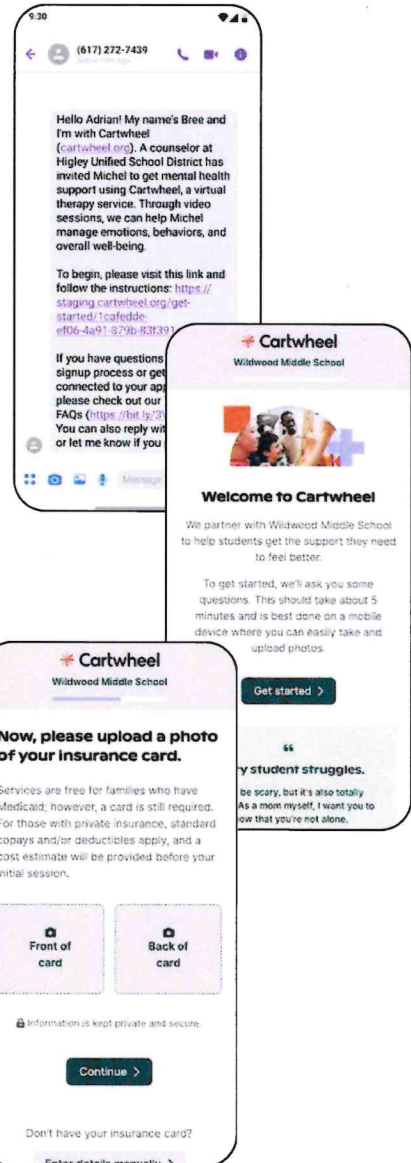 9:30
(617) 272-7439
Hello Adrian! My name's Bree and
I'm with Cartwheel
(cartwheel.org). A counselor at
Higley Unified School District has
invited Michel to get mental health
support using Cartwheel, a virtual
therapy service. Through video
sessions, we can help Michel
manage emotions, behaviors, and
overall well-being.
To begin, please visit this link and
follow the instructions: https://
staging.cartwheel.org/get-
started/1cafedde-
ef06-4a91-879b-83f391
If you have questions
signup process or get
connected to your app
please check out our
FAQs (https://bit.ly/3
You can also reply wit
or let me know if you
Message
Cartwheel
Wildwood Middle School
Welcome to Cartwheel
We partner with Wildwood Middle School
to help students get the support they need
to feel better.
To get started, we'll ask you some
questions. This should take about 5
minutes and is best done on a mobile
device where you can easily take and
upload photos.
Get started >
“
ry student struggles.
be scary, but it's also totally
As a mom myself, I want you to
ow that you're not alone.
Cartwheel
Wildwood Middle School
Now, please upload a photo
of your insurance card.
Services are free for families who have
Medicaid; however, a card is still required.
For those with private insurance, standard
copays and/or deductibles apply, and a
cost estimate will be provided before your
initial session.
Front of
card
Back of
card
Information is kept private and secure.
Continue >
Don't have your insurance card?
Enter details manually >